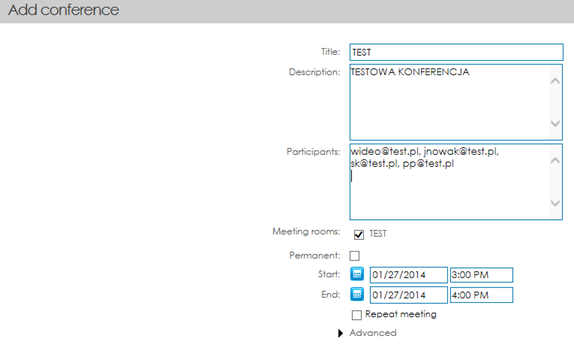 Add conference
Title: TEST
Description: TESTOWA KONFERENCJA
Participants: wideo@test.pl, jnowak@test.pl,
sk@test.pl, pp@test.pl
Meeting rooms: TEST
Permanent:
Start: 01/27/2014 3:00 PM
End: 01/27/2014 4:00 PM
Repeat meeting
Advanced